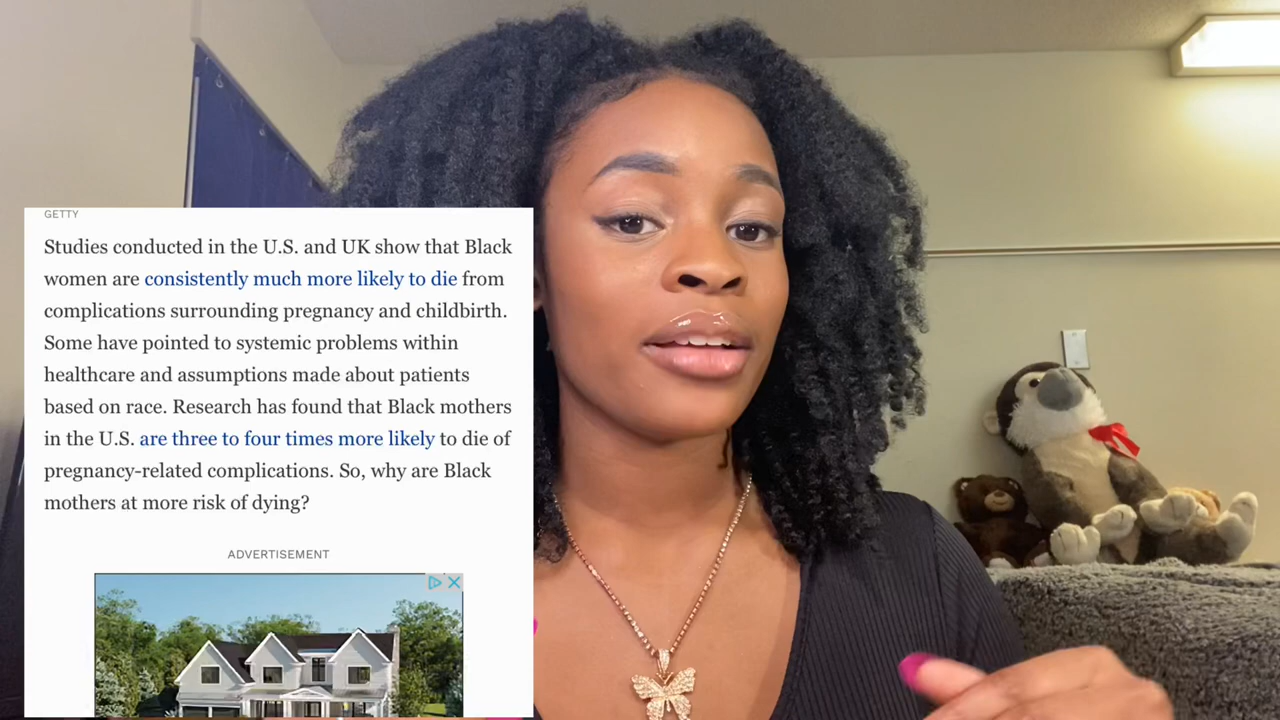 GETTY
Studies conducted in the U.S. and UK show that Black
women are consistently much more likely to die from
complications surrounding pregnancy and childbirth.
Some have pointed to systemic problems within
healthcare and assumptions made about patients
based on race. Research has found that Black mothers
in the U.S. are three to four times more likely to die of
pregnancy-related complications. So, why are Black
mothers at more risk of dying?
ADVERTISEMENT